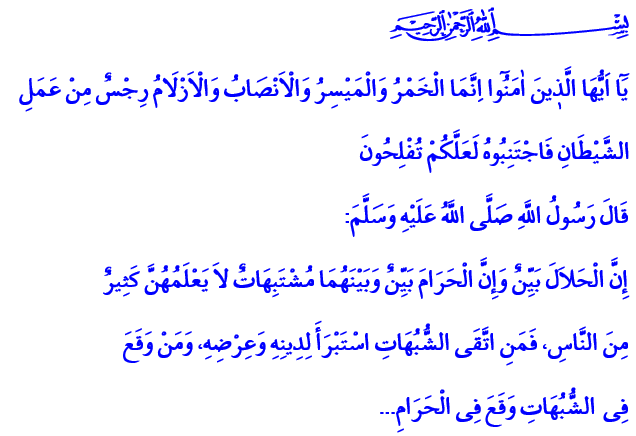 بِسْمِ اللهِ الرَّحْمٰنِ الرَّحِيمِ
يَٓا اَيُّهَا الَّذ۪ينَ اٰمَنُٓوا اِنَّمَا الْخَمْرُ وَالْمَيْسِرُ وَالْاَنْصَابُ وَالْاَزْلَامُ رِجْسٌ مِنْ عَمَلِ
الشَّيْطَانِ فَاجْتَنِبُوهُ لَعَلَّكُمْ تُفْلِحُونَ
قَالَ رَسُولُ اللَّهِ صَلَّى اللَّهُ عَلَيْهِ وَسَلَّمَ:
إِنَّ الْحَلاَلَ بَيِّنٌ وَإِنَّ الْحَرَامَ بَيِّنٌ وَبَيْنَهُمَا مُشْتَبِهَاتٌ لاَ يَعْلَمُهُنَّ كَثِيرٌ
مِنَ النَّاسِ، فَمَنِ اتَّقَى الشُّبُهَاتِ اسْتَبْرَأَ لِدِينِهِ وَعِرْضِهِ، وَمَنْ وَقَعَ
فِى الشُّبُهَاتِ وَقَعَ فِى الْحَرَامِ...